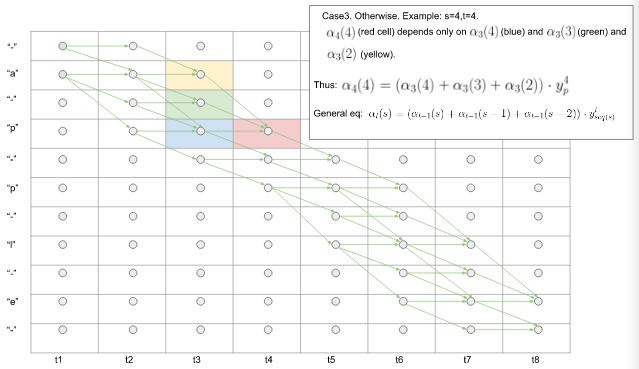 Case3. Otherwise. Example: s=4,t=4.
α₄(4) (red cell) depends only on α₃(4) (blue) and α₃(3) (green) and
α₃(2) (yellow).
Thus: α₄(4) = (α₃(4) + α₃(3) + α₃(2)) · y⁴ₚ
General eq: αₜ(s) = (αₜ₋₁(s) + αₜ₋₁(s − 1) + αₜ₋₁(s − 2)) · yᵗ_seq(s)
"-"
"a"
"-"
"p"
"-"
"p"
"-"
"l"
"-"
"e"
"-"
t1 t2 t3 t4 t5 t6 t7 t8